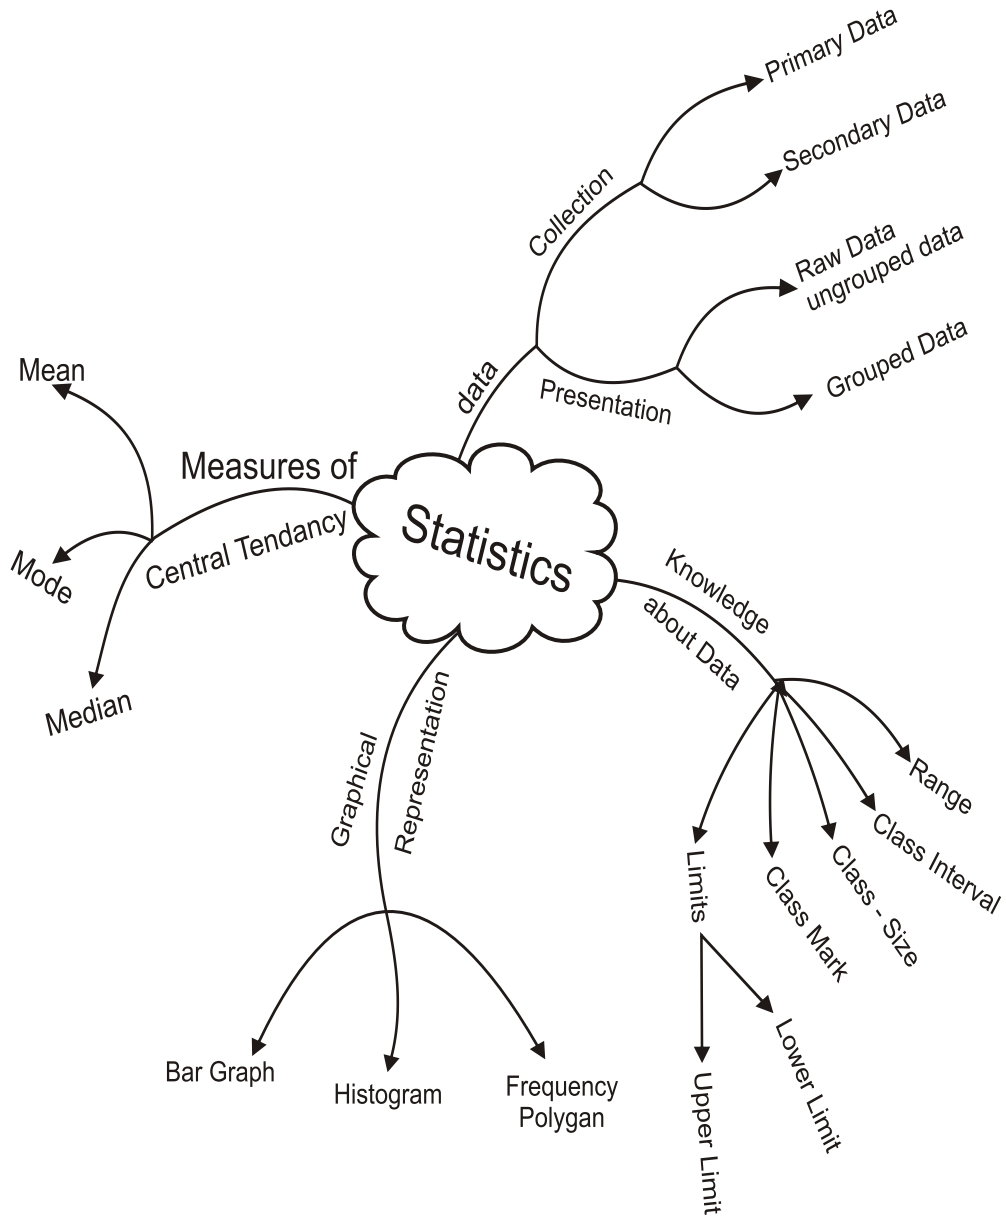 Primary Data
Secondary Data
Collection
Raw Data
ungrouped data
Grouped Data
data
Presentation
Mean
Measures of
Central Tendancy
Mode
Median
Statistics
Knowledge
about Data
Range
Class Interval
Class - Size
Class Mark
Limits
Lower Limit
Upper Limit
Graphical
Representation
Bar Graph
Histogram
Frequency
Polygan